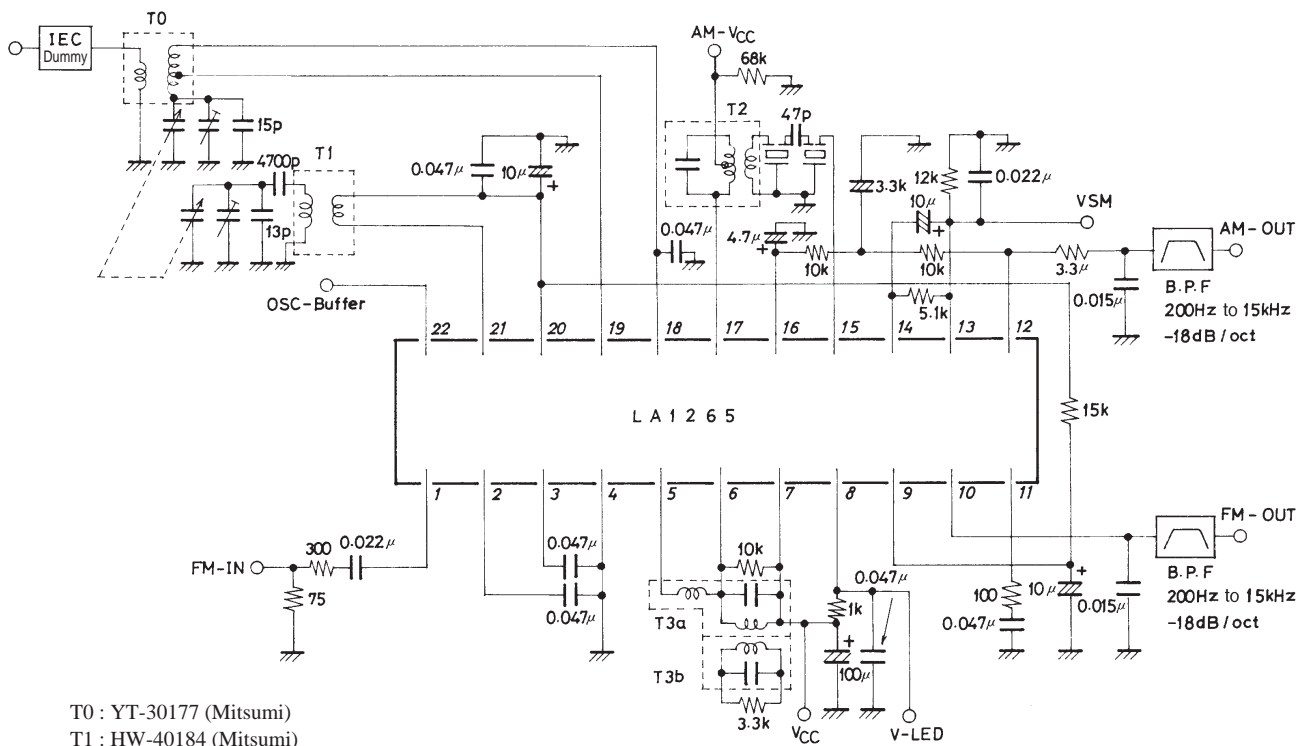 T0
IEC
Dummy
AM-VCC
68k
T2
47p
15p
4700p
T1
0.047μ
10μ
+
3.3k
12k
0.022μ
10μ
+
VSM
13p
0.047μ
4.7μ
+
10k
10k
3.3μ
AM-OUT
0.015μ
B.P.F
200Hz to 15kHz
-18dB/oct
OSC-Buffer
5.1k
22
21
20
19
18
17
16
15
14
13
12
LA1265
15k
1
2
3
4
5
6
7
8
9
10
11
FM-IN
300
0.022μ
75
0.047μ
0.047μ
10k
T3a
T3b
3.3k
1k
0.047μ
+
100μ
VCC
V-LED
100
0.047μ
10μ
+
0.015μ
FM-OUT
B.P.F
200Hz to 15kHz
-18dB/oct
T0 : YT-30177 (Mitsumi)
T1 : HW-40184 (Mitsumi)